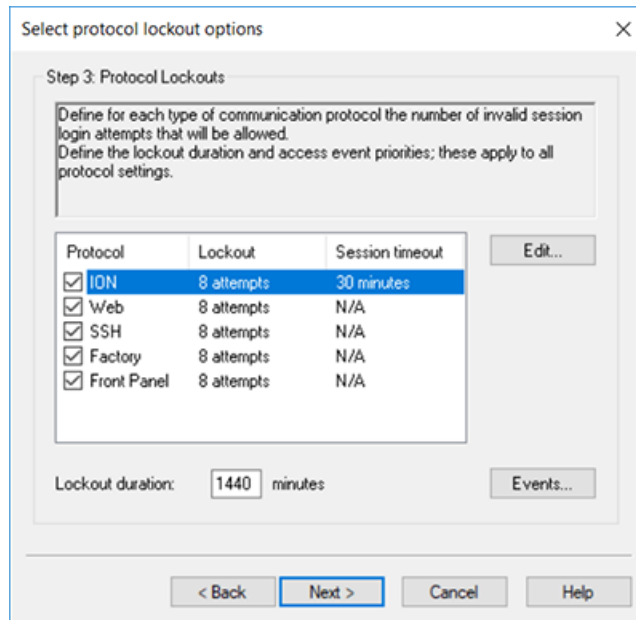 Select protocol lockout options
Step 3: Protocol Lockouts
Define for each type of communication protocol the number of invalid session
login attempts that will be allowed.
Define the lockout duration and access event priorities; these apply to all
protocol settings.
Protocol Lockout Session timeout
ION 8 attempts 30 minutes
Web 8 attempts N/A
SSH 8 attempts N/A
Factory 8 attempts N/A
Front Panel 8 attempts N/A
Edit...
Lockout duration: 1440 minutes
Events...
< Back Next > Cancel Help